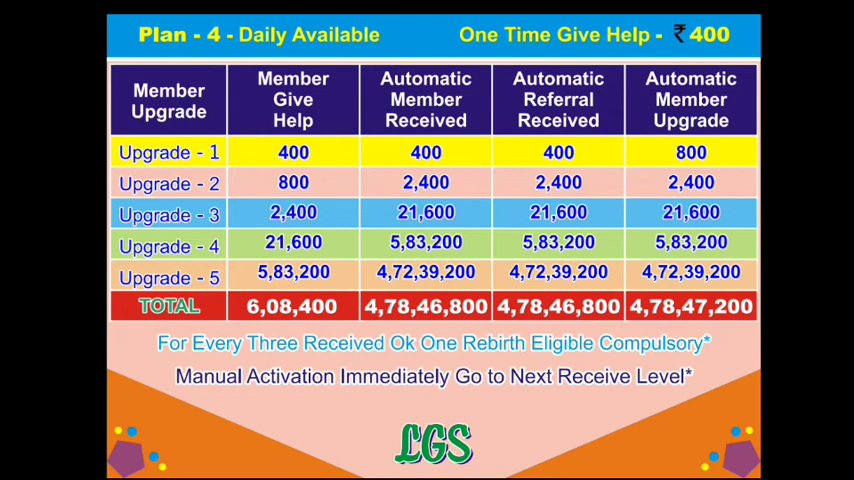 Plan - 4 - Daily Available One Time Give Help - ₹400
Member Upgrade Member Give Help Automatic Member Received Automatic Referral Received Automatic Member Upgrade
Upgrade - 1 400 400 400 800
Upgrade - 2 800 2,400 2,400 2,400
Upgrade - 3 2,400 21,600 21,600 21,600
Upgrade - 4 21,600 5,83,200 5,83,200 5,83,200
Upgrade - 5 5,83,200 4,72,39,200 4,72,39,200 4,72,39,200
TOTAL 6,08,400 4,78,46,800 4,78,46,800 4,78,47,200
For Every Three Received Ok One Rebirth Eligible Compulsory*
Manual Activation Immediately Go to Next Receive Level*
LGS